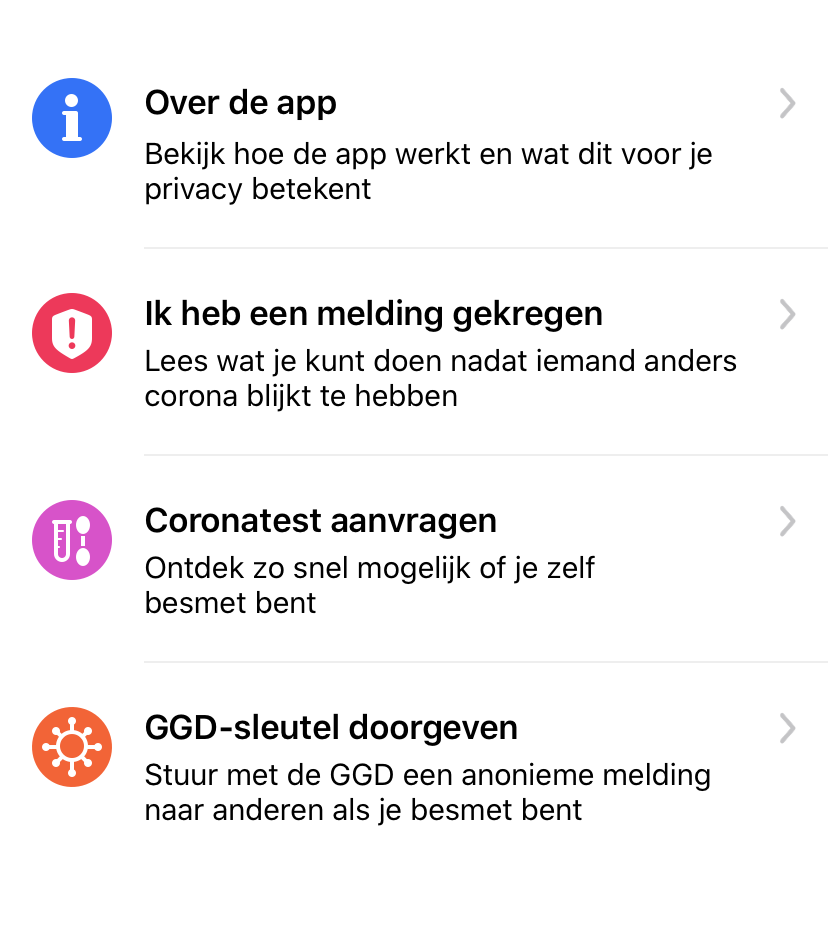 Over de app
Bekijk hoe de app werkt en wat dit voor je
privacy betekent
Ik heb een melding gekregen
Lees wat je kunt doen nadat iemand anders
corona blijkt te hebben
Coronatest aanvragen
Ontdek zo snel mogelijk of je zelf
besmet bent
GGD-sleutel doorgeven
Stuur met de GGD een anonieme melding
naar anderen als je besmet bent